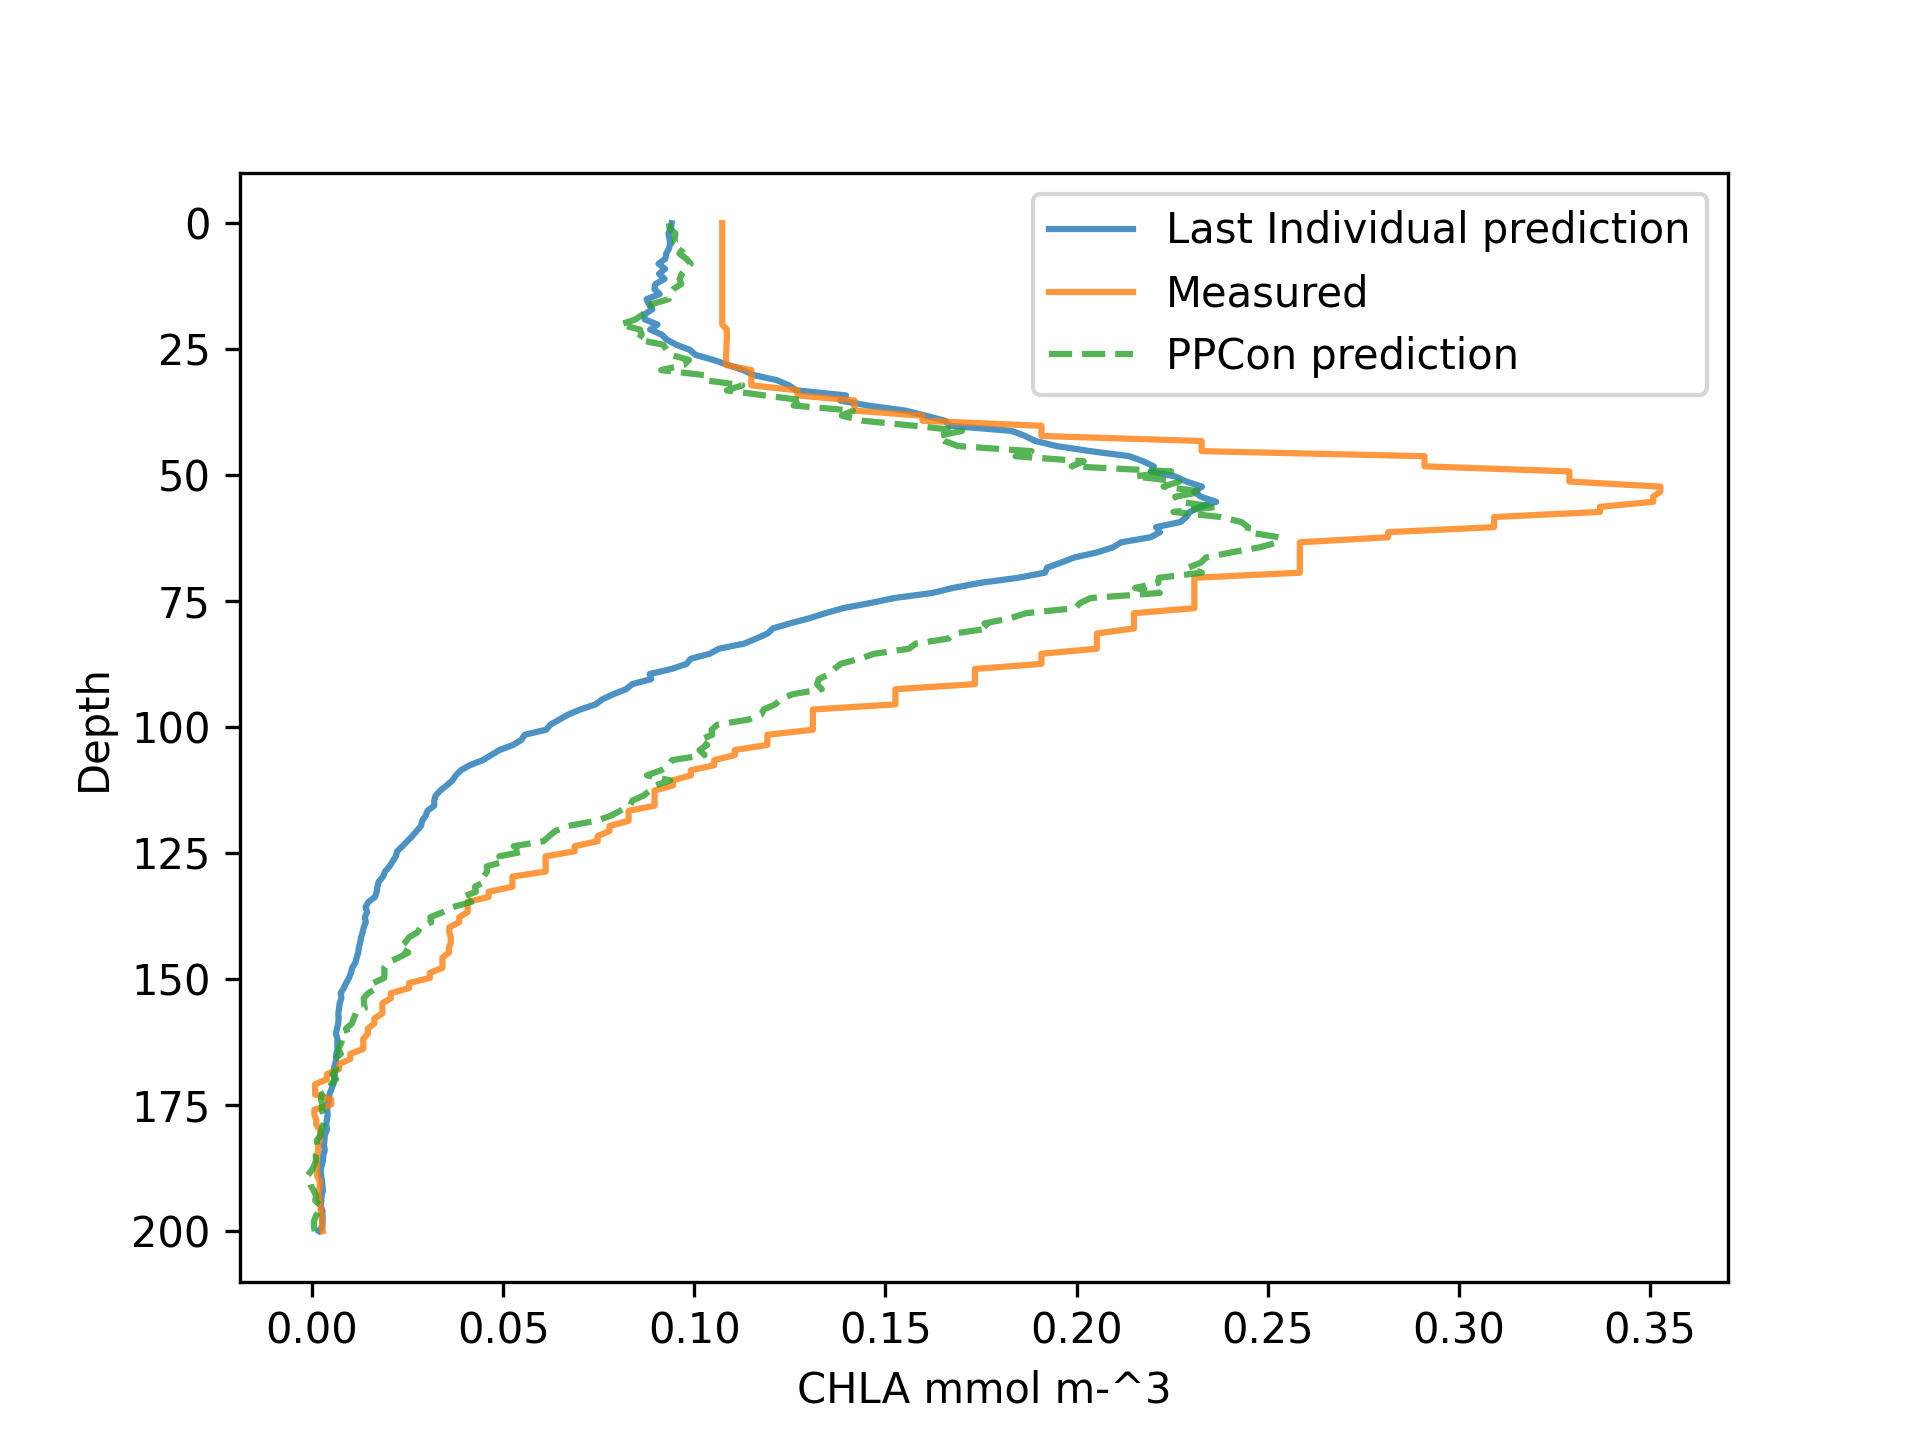 Last Individual prediction
Measured
PPCon prediction
0
25
50
75
100
125
150
175
200
Depth
0.00 0.05 0.10 0.15 0.20 0.25 0.30 0.35
CHLA mmol m-^3